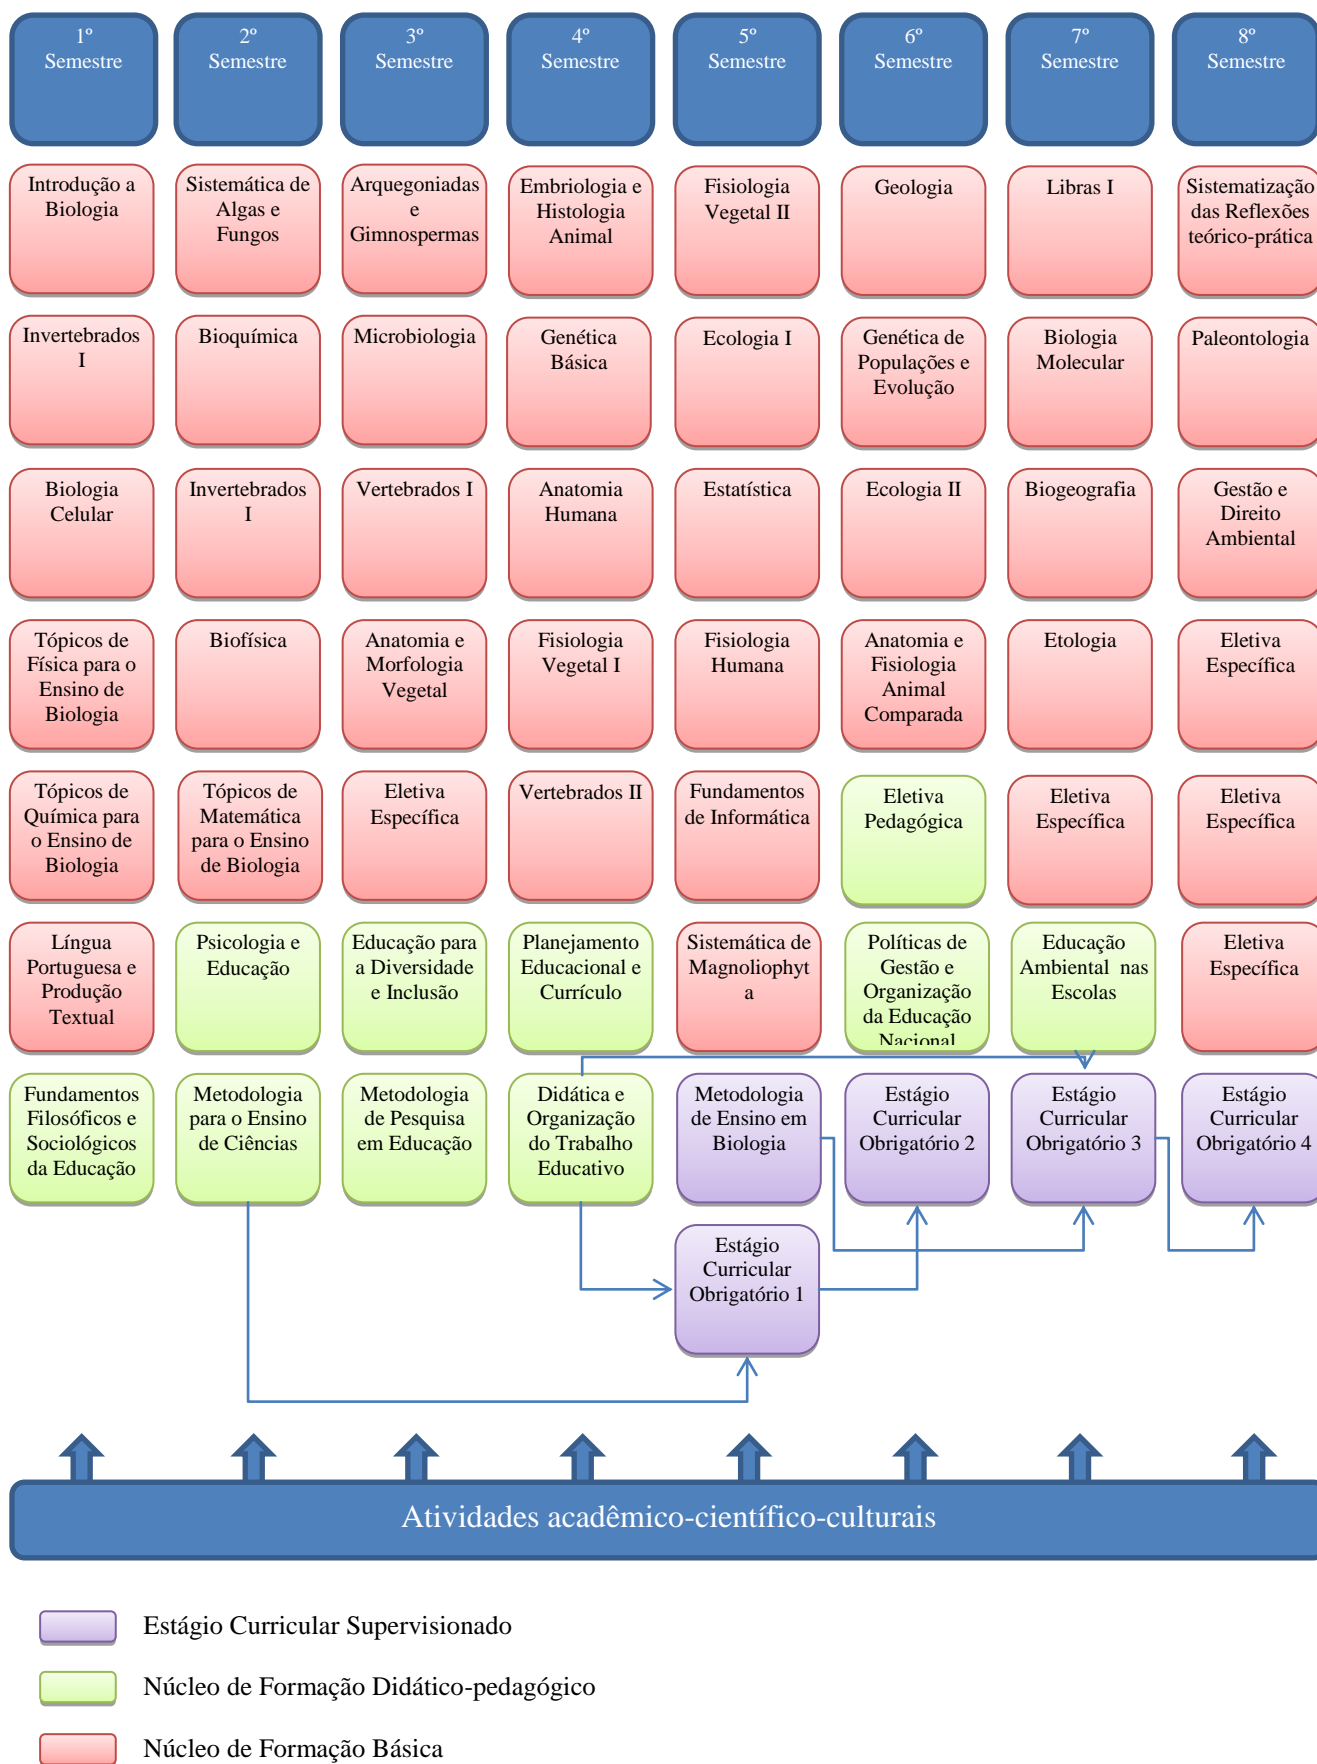 1º
Semestre
2º
Semestre
3º
Semestre
4º
Semestre
5º
Semestre
6º
Semestre
7º
Semestre
8º
Semestre
Introdução a
Biologia
Sistemática de
Algas e
Fungos
Arquegoniadas
e
Gimnospermas
Embriologia e
Histologia
Animal
Fisiologia
Vegetal II
Geologia
Libras I
Sistematização
das Reflexões
teórico-prática
Invertebrados
I
Bioquímica
Microbiologia
Genética
Básica
Ecologia I
Genética de
Populações e
Evolução
Biologia
Molecular
Paleontologia
Biologia
Celular
Invertebrados
I
Vertebrados I
Anatomia
Humana
Estatística
Ecologia II
Biogeografia
Gestão e
Direito
Ambiental
Tópicos de
Física para o
Ensino de
Biologia
Biofísica
Anatomia e
Morfologia
Vegetal
Fisiologia
Vegetal I
Fisiologia
Humana
Anatomia e
Fisiologia
Animal
Comparada
Etologia
Eletiva
Específica
Tópicos de
Química para
o Ensino de
Biologia
Tópicos de
Matemática
para o Ensino
de Biologia
Eletiva
Específica
Vertebrados II
Fundamentos
de Informática
Eletiva
Pedagógica
Eletiva
Específica
Eletiva
Específica
Língua
Portuguesa e
Produção
Textual
Psicologia e
Educação
Educação para
a Diversidade
e Inclusão
Planejamento
Educacional e
Currículo
Sistemática de
Magnoliophyt
a
Políticas de
Gestão e
Organização
da Educação
Nacional
Educação
Ambiental nas
Escolas
Eletiva
Específica
Fundamentos
Filosóficos e
Sociológicos
da Educação
Metodologia
para o Ensino
de Ciências
Metodologia
de Pesquisa
em Educação
Didática e
Organização
do Trabalho
Educativo
Metodologia
de Ensino em
Biologia
Estágio
Curricular
Obrigatório 2
Estágio
Curricular
Obrigatório 3
Estágio
Curricular
Obrigatório 4
Estágio
Curricular
Obrigatório 1
Atividades acadêmico-científico-culturais
Estágio Curricular Supervisionado
Núcleo de Formação Didático-pedagógico
Núcleo de Formação Básica